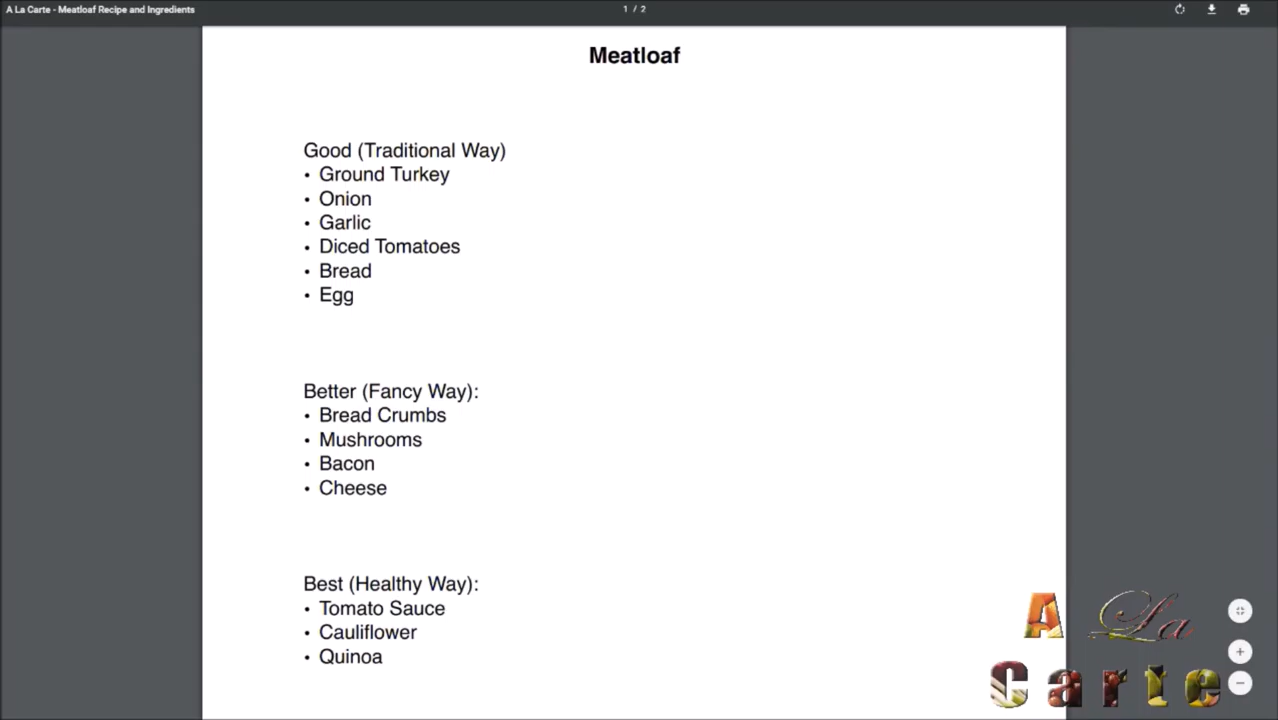 A La Carte - Meatloaf Recipe and Ingredients
1 / 2
Meatloaf
Good (Traditional Way)
• Ground Turkey
• Onion
• Garlic
• Diced Tomatoes
• Bread
• Egg
Better (Fancy Way):
• Bread Crumbs
• Mushrooms
• Bacon
• Cheese
Best (Healthy Way):
• Tomato Sauce
• Cauliflower
• Quinoa
A La
Carte